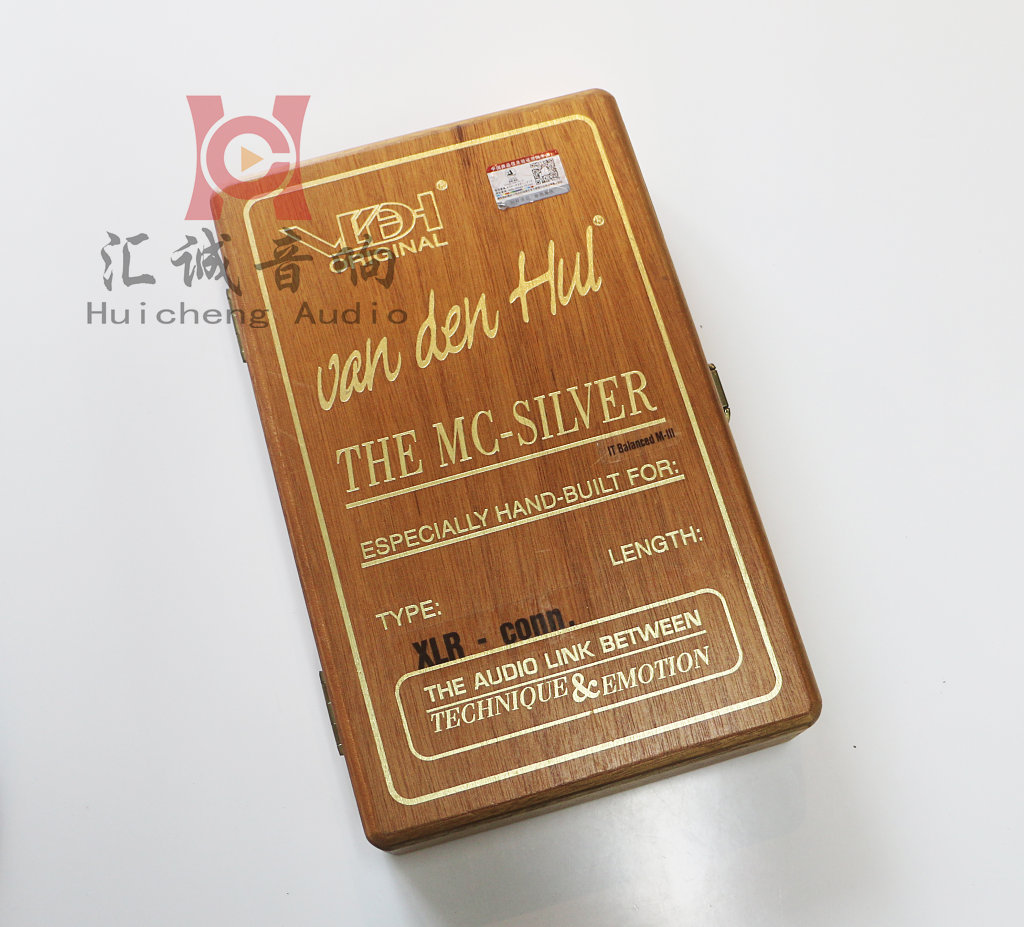 汇诚音响
Huicheng Audio
VDH®
ORIGINAL
van den Hul®
THE MC-SILVER
IT Balanced M-III
ESPECIALLY HAND-BUILT FOR:
LENGTH:
TYPE:
XLR - conn.
THE AUDIO LINK BETWEEN
TECHNIQUE & EMOTION